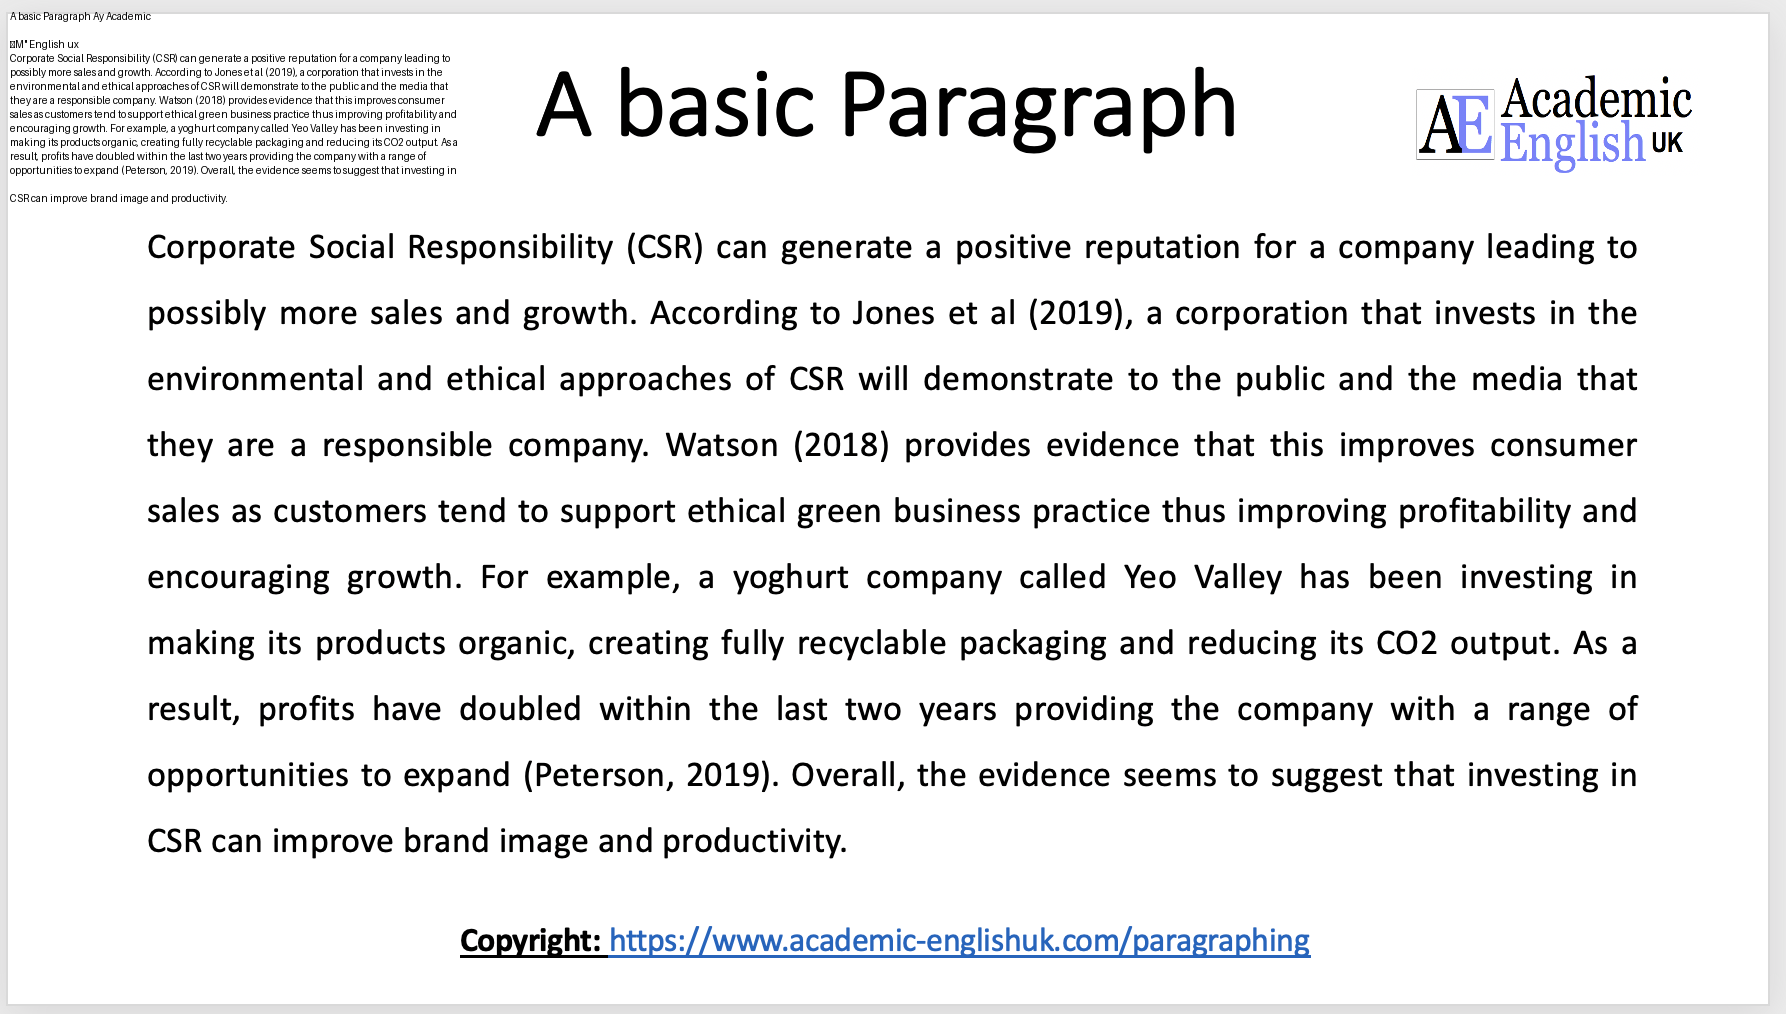 A basic Paragraph Ay Academic
M" English ux
Corporate Social Responsibility (CSR) can generate a positive reputation for a company leading to
possibly more sales and growth. According to Jones et al (2019), a corporation that invests in the
environmental and ethical approaches of CSR will demonstrate to the public and the media that
they are a responsible company. Watson (2018) provides evidence that this improves consumer
sales as customers tend to support ethical green business practice thus improving profitability and
encouraging growth. For example, a yoghurt company called Yeo Valley has been investing in
making its products organic, creating fully recyclable packaging and reducing its CO2 output. As a
result, profits have doubled within the last two years providing the company with a range of
opportunities to expand (Peterson, 2019). Overall, the evidence seems to suggest that investing in
CSR can improve brand image and productivity.
A basic Paragraph
AE Academic
English UK
Corporate Social Responsibility (CSR) can generate a positive reputation for a company leading to
possibly more sales and growth. According to Jones et al (2019), a corporation that invests in the
environmental and ethical approaches of CSR will demonstrate to the public and the media that
they are a responsible company. Watson (2018) provides evidence that this improves consumer
sales as customers tend to support ethical green business practice thus improving profitability and
encouraging growth. For example, a yoghurt company called Yeo Valley has been investing in
making its products organic, creating fully recyclable packaging and reducing its CO2 output. As a
result, profits have doubled within the last two years providing the company with a range of
opportunities to expand (Peterson, 2019). Overall, the evidence seems to suggest that investing in
CSR can improve brand image and productivity.
Copyright: https://www.academic-englishuk.com/paragraphing